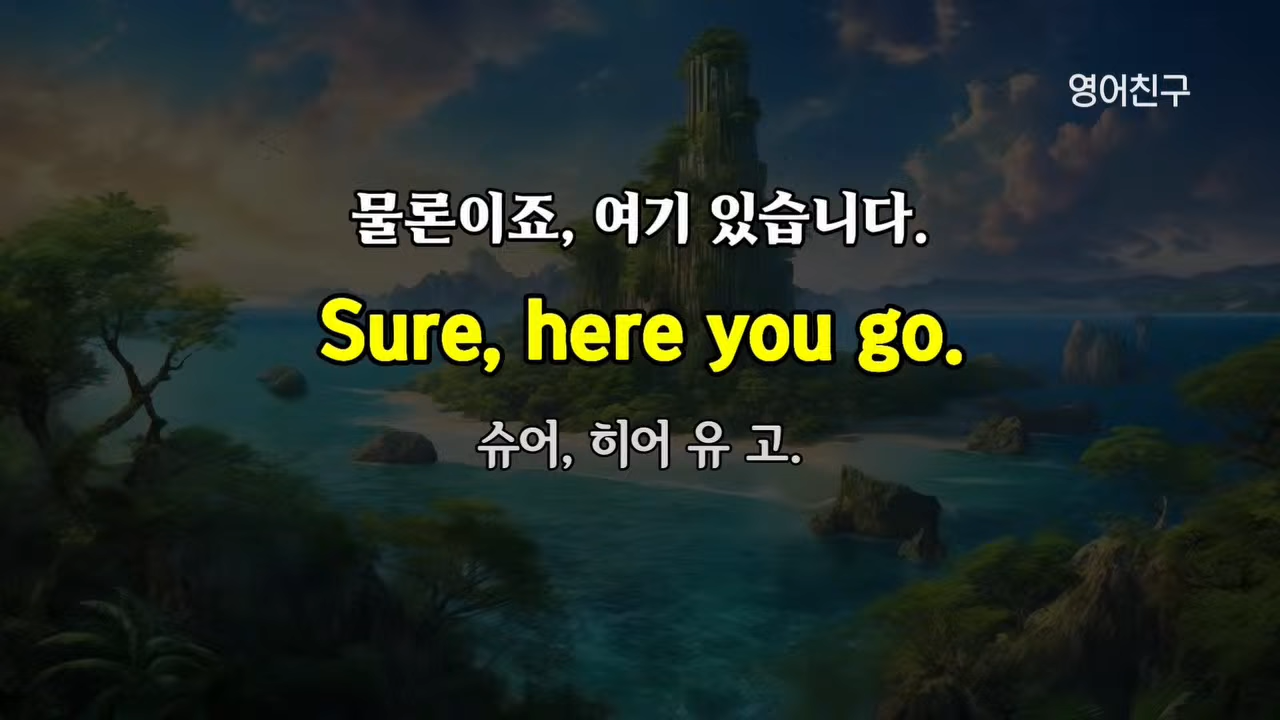 영어친구
물론이죠, 여기 있습니다.
Sure, here you go.
슈어, 히어 유 고.